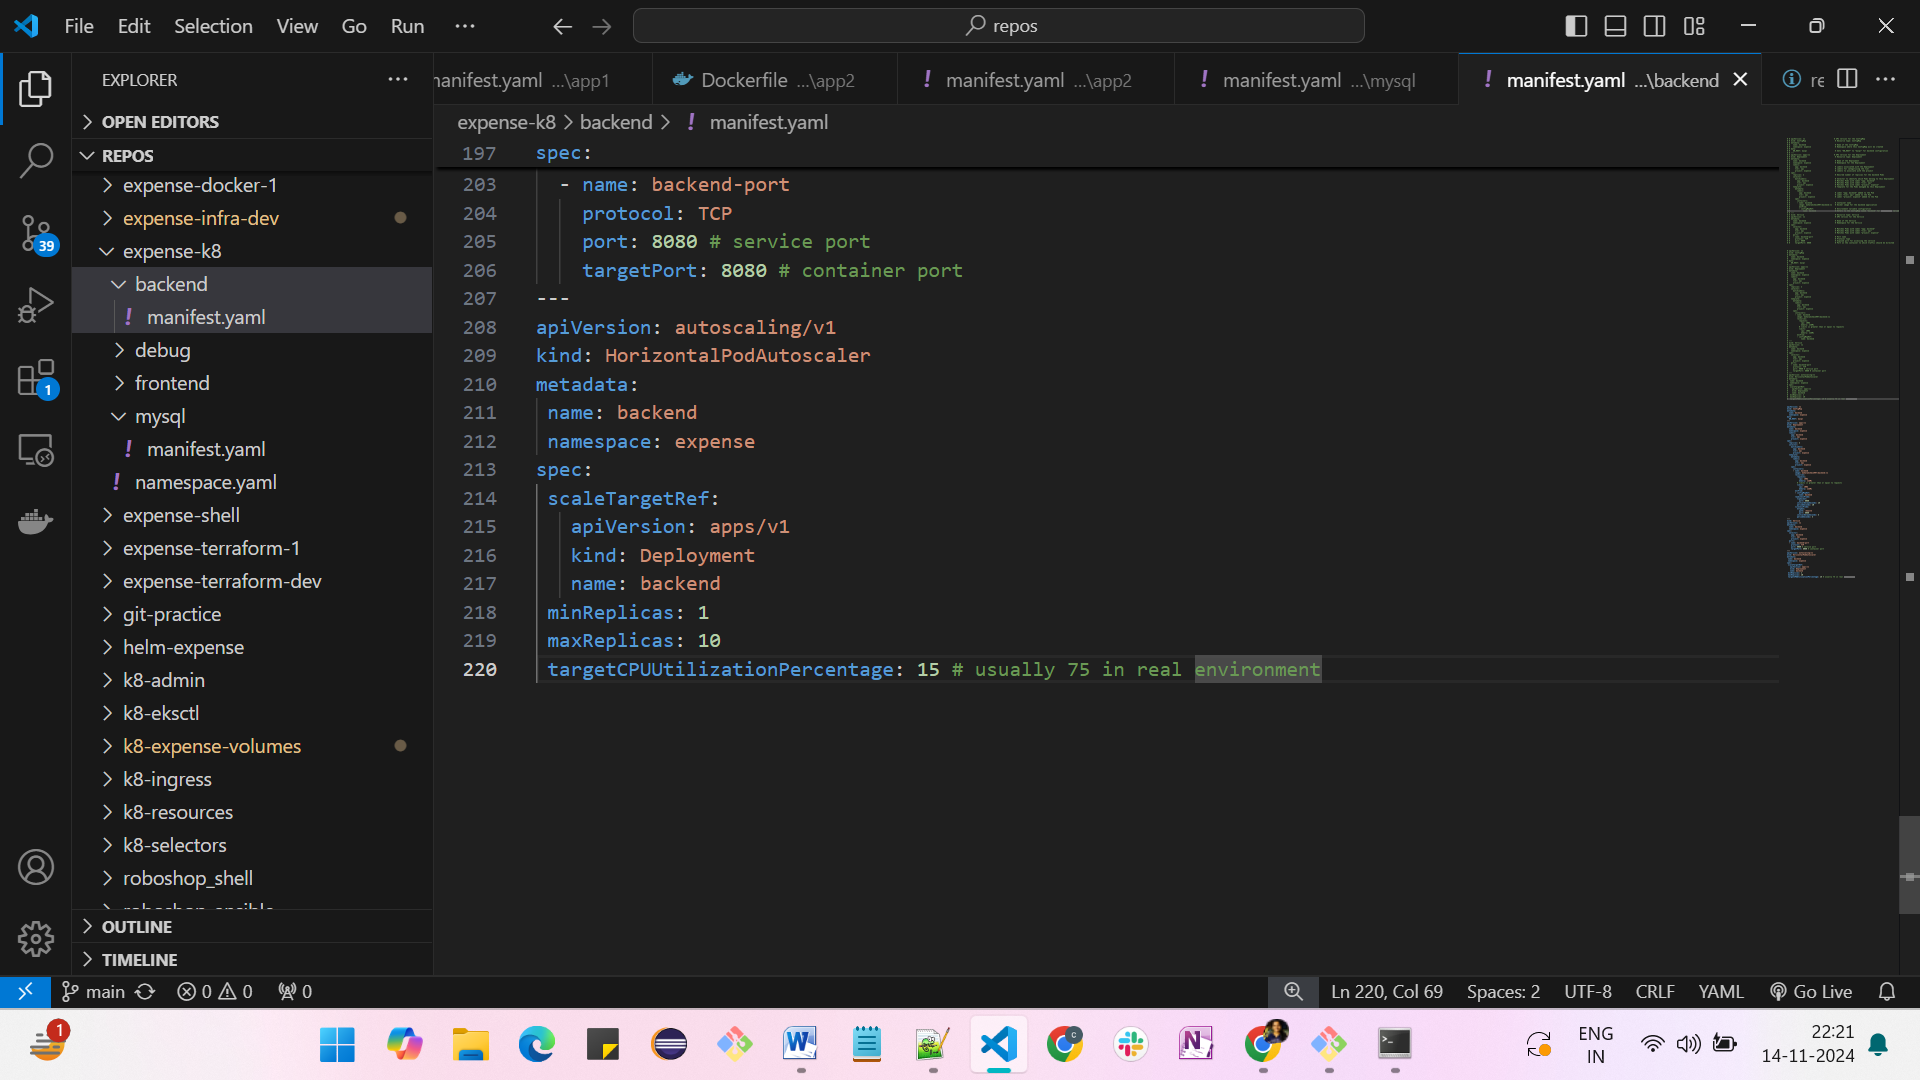 File Edit Selection View Go Run ···
repos
EXPLORER ···
manifest.yaml ...\app1
Dockerfile ...\app2
! manifest.yaml ...\app2
! manifest.yaml ...\mysql
! manifest.yaml ...\backend
OPEN EDITORS
REPOS
expense-docker-1
expense-infra-dev
expense-k8
backend
! manifest.yaml
debug
frontend
mysql
! manifest.yaml
! namespace.yaml
expense-shell
expense-terraform-1
expense-terraform-dev
git-practice
helm-expense
k8-admin
k8-eksctl
k8-expense-volumes
k8-ingress
k8-resources
k8-selectors
roboshop_shell
OUTLINE
TIMELINE
39
1
expense-k8 > backend > ! manifest.yaml
197 spec:
203 - name: backend-port
204 protocol: TCP
205 port: 8080 # service port
206 targetPort: 8080 # container port
207 ---
208 apiVersion: autoscaling/v1
209 kind: HorizontalPodAutoscaler
210 metadata:
211 name: backend
212 namespace: expense
213 spec:
214 scaleTargetRef:
215 apiVersion: apps/v1
216 kind: Deployment
217 name: backend
218 minReplicas: 1
219 maxReplicas: 10
220 targetCPUUtilizationPercentage: 15 # usually 75 in real environment
main 0 0 0
Ln 220, Col 69 Spaces: 2 UTF-8 CRLF YAML Go Live
1
ENG
IN
22:21
14-11-2024